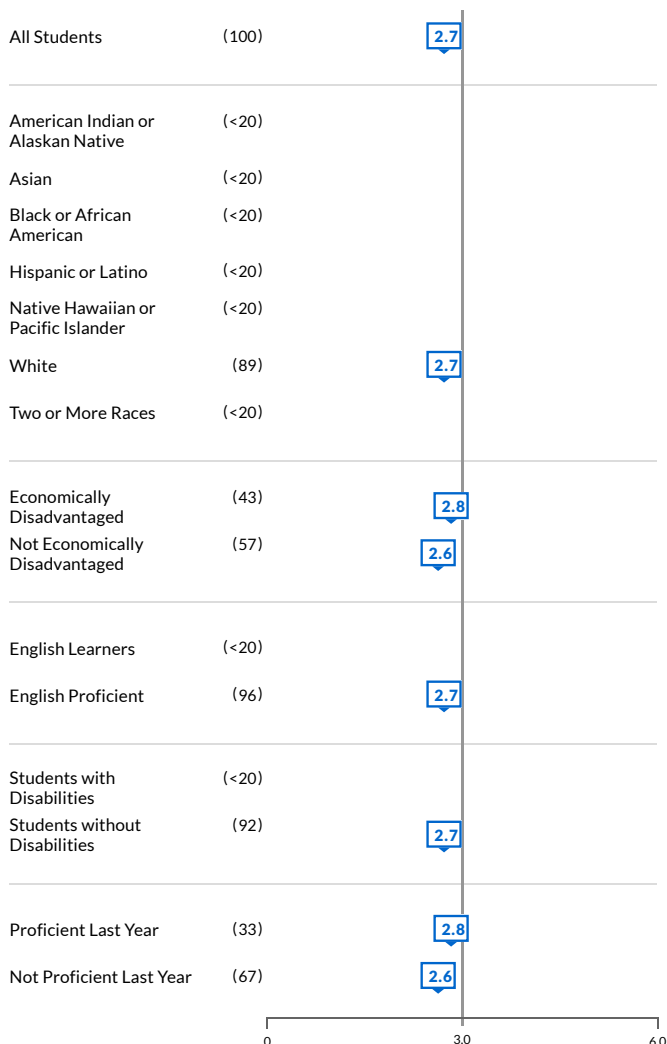 All Students (100) 2.7
American Indian or (<20)
Alaskan Native
Asian (<20)
Black or African (<20)
American
Hispanic or Latino (<20)
Native Hawaiian or (<20)
Pacific Islander
White (89) 2.7
Two or More Races (<20)
Economically (43) 2.8
Disadvantaged
Not Economically (57) 2.6
Disadvantaged
English Learners (<20)
English Proficient (96) 2.7
Students with (<20)
Disabilities
Students without (92) 2.7
Disabilities
Proficient Last Year (33) 2.8
Not Proficient Last Year (67) 2.6
0 3.0 6.0